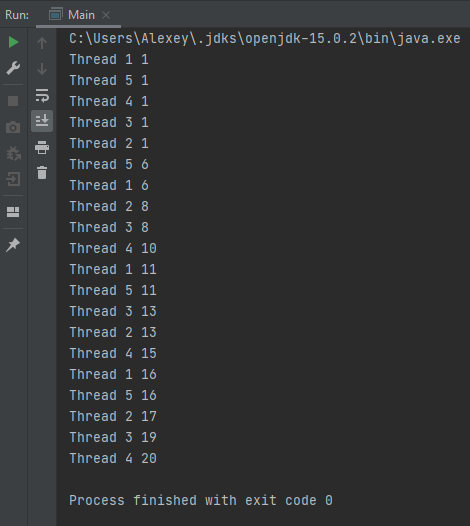 Run: Main
C:\Users\Alexey\.jdks\openjdk-15.0.2\bin\java.exe
Thread 1 1
Thread 5 1
Thread 4 1
Thread 3 1
Thread 2 1
Thread 5 6
Thread 1 6
Thread 2 8
Thread 3 8
Thread 4 10
Thread 1 11
Thread 5 11
Thread 3 13
Thread 2 13
Thread 4 15
Thread 1 16
Thread 5 16
Thread 2 17
Thread 3 19
Thread 4 20
Process finished with exit code 0